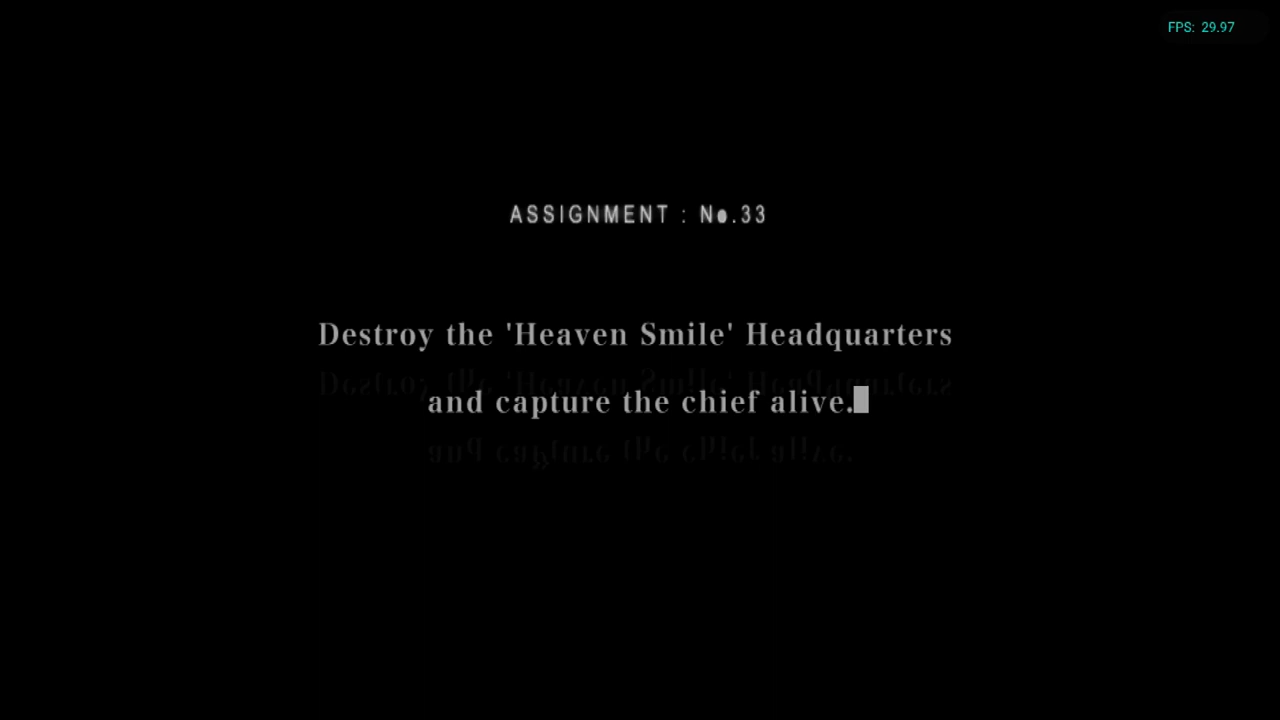 FPS: 29.97
ASSIGNMENT : No.33
Destroy the 'Heaven Smile' Headquarters
and capture the chief alive.